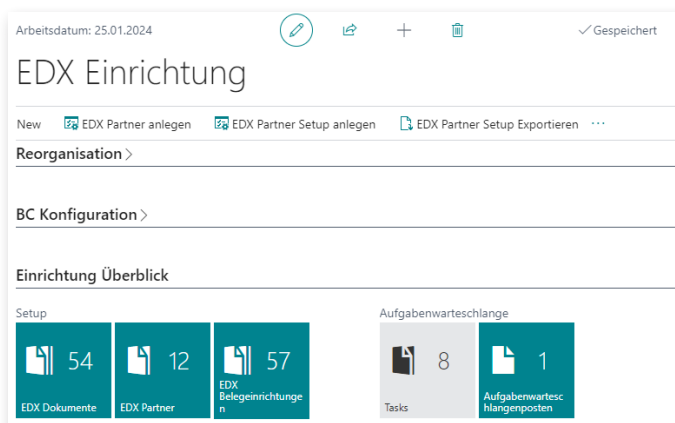 Arbeitsdatum: 25.01.2024
Gespeichert
EDX Einrichtung
New EDX Partner anlegen EDX Partner Setup anlegen EDX Partner Setup Exportieren ···
Reorganisation
BC Konfiguration
Einrichtung Überblick
Setup Aufgabenwarteschlange
54 12 57 8 1
EDX Dokumente EDX Partner EDX
Belegeinrichtunge
n
Tasks Aufgabenwartesc
hlangenposten